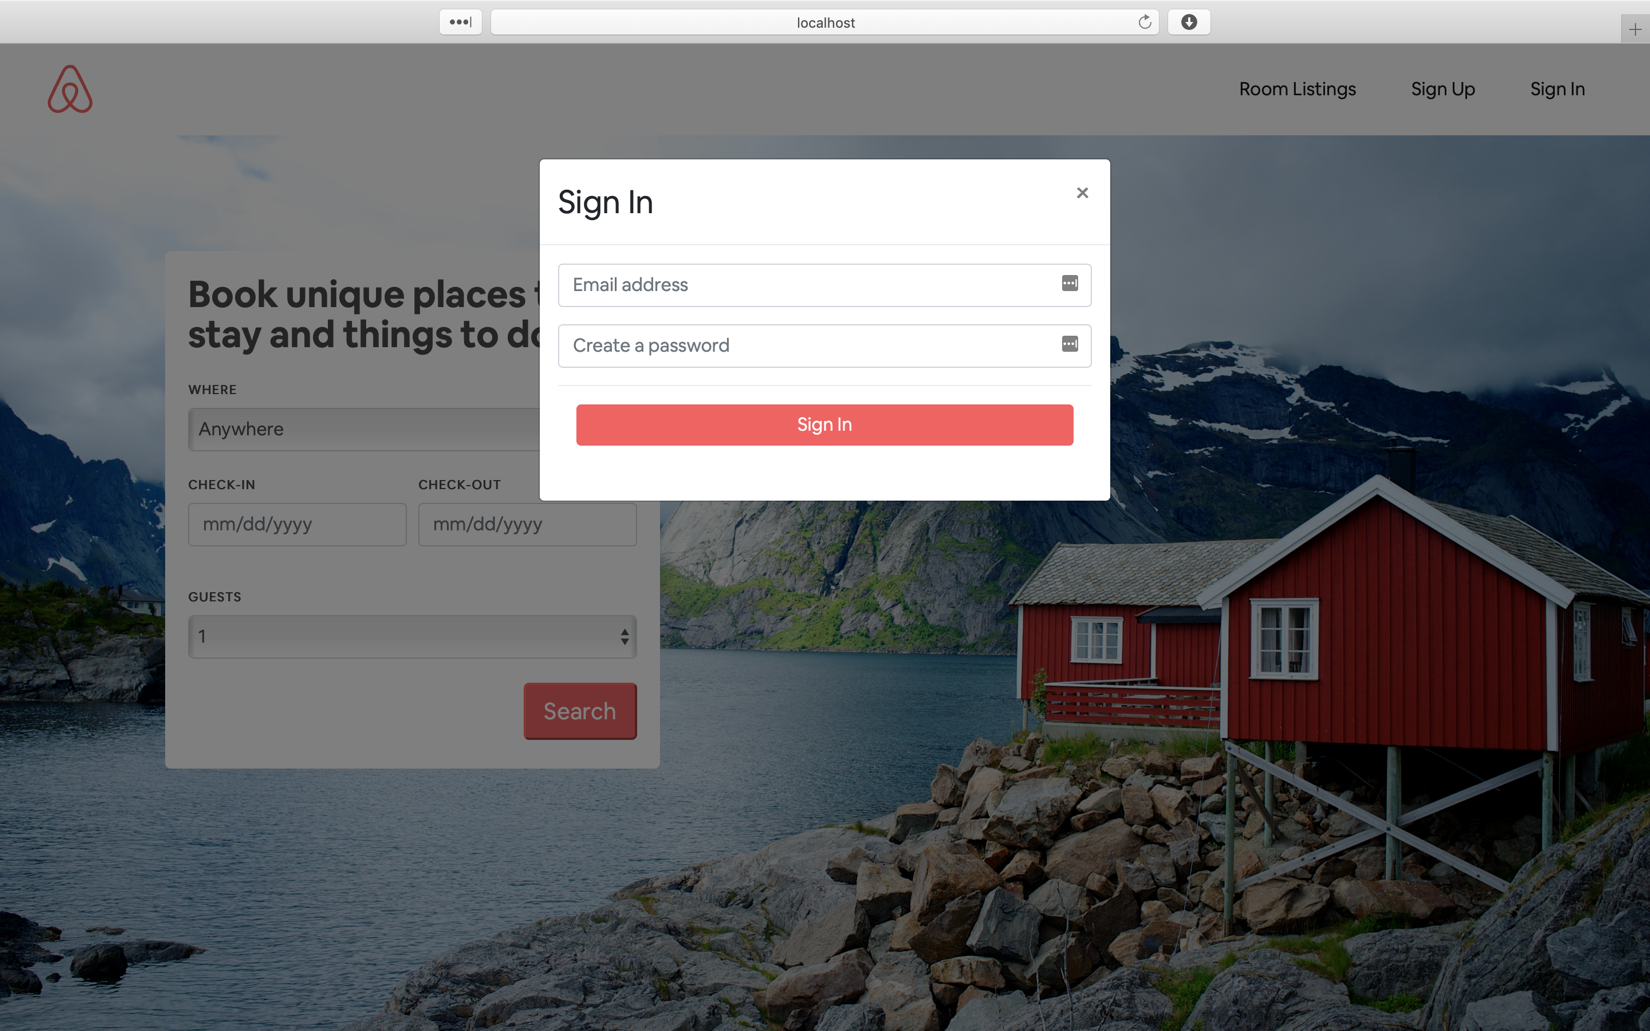 localhost
Room Listings
Sign Up
Sign In
Sign In
×
Email address
Create a password
Sign In
Book unique places
stay and things to do
WHERE
Anywhere
CHECK-IN
CHECK-OUT
mm/dd/yyyy
mm/dd/yyyy
GUESTS
1
Search